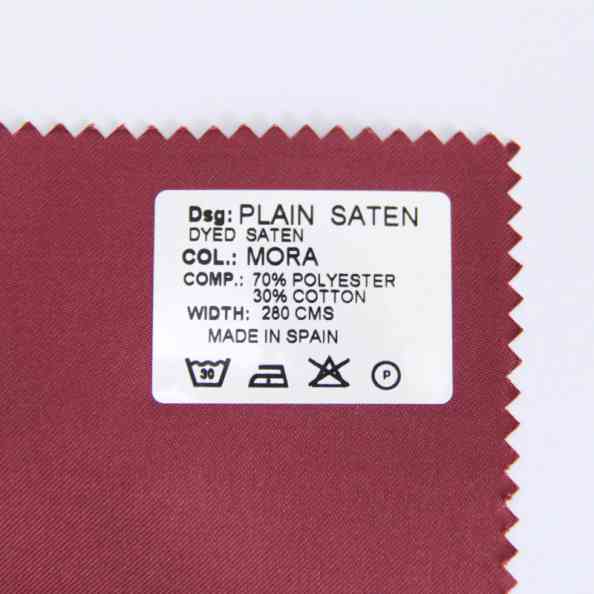 Dsg: PLAIN SATEN
DYED SATEN
COL.: MORA
COMP.: 70% POLYESTER
30% COTTON
WIDTH: 280 CMS
MADE IN SPAIN
30 P